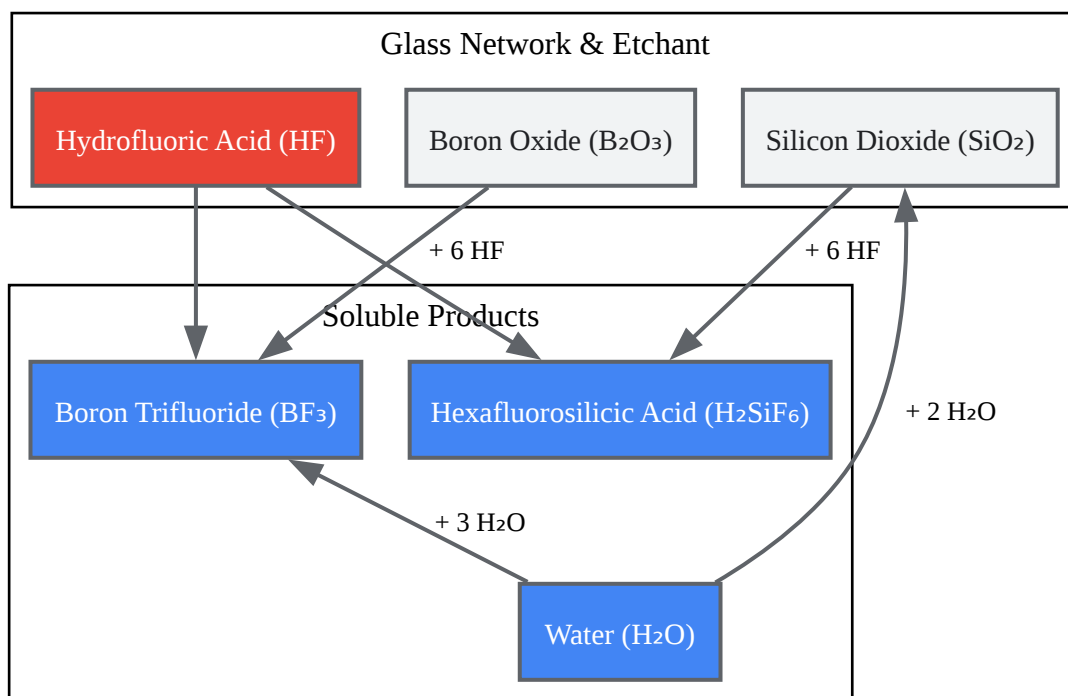 Glass Network & Etchant
Hydrofluoric Acid (HF)
Boron Oxide (B₂O₃)
Silicon Dioxide (SiO₂)
+ 6 HF
+ 6 HF
Soluble Products
Boron Trifluoride (BF₃)
Hexafluorosilicic Acid (H₂SiF₆)
+ 2 H₂O
+ 3 H₂O
Water (H₂O)